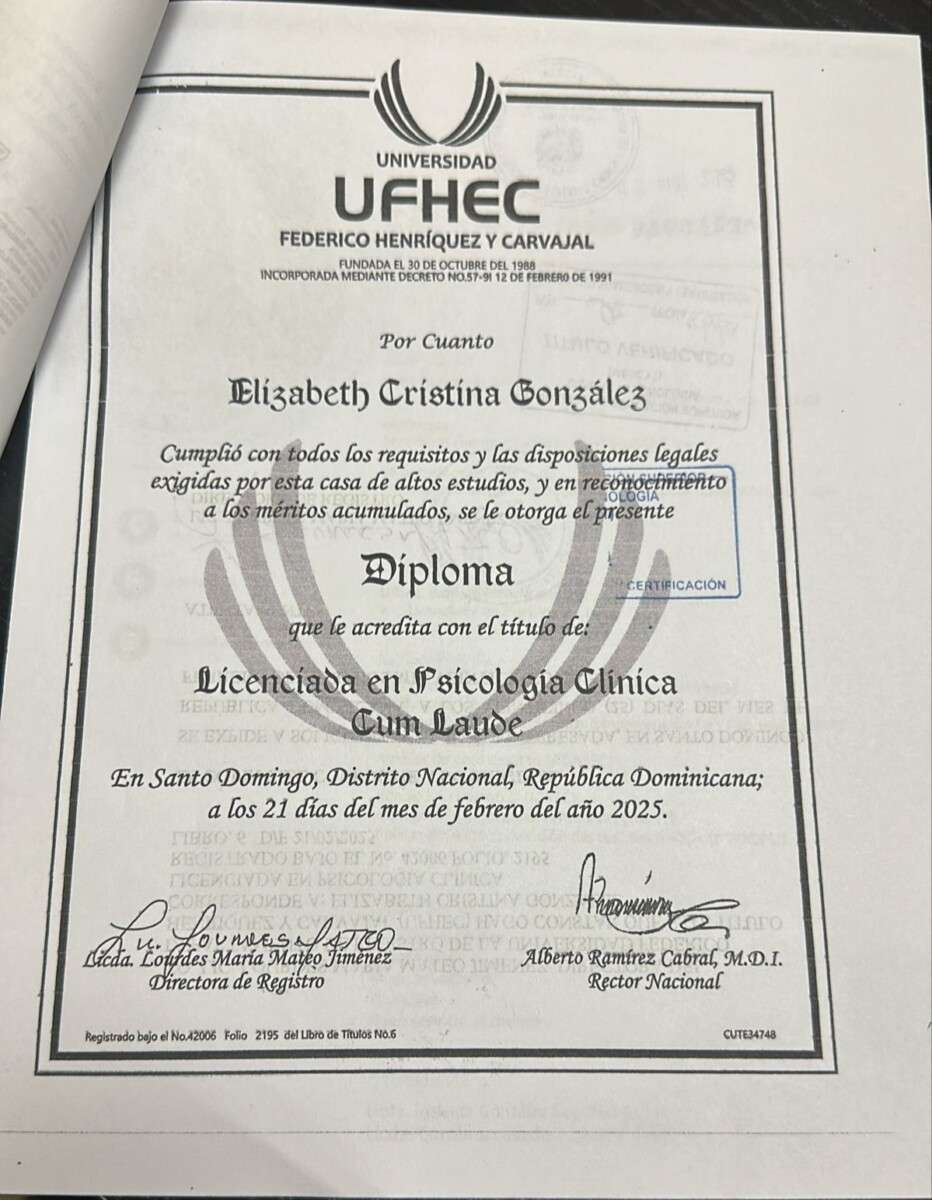 UNIVERSIDAD
UFHEC
FEDERICO HENRÍQUEZ Y CARVAJAL
FUNDADA EL 30 DE OCTUBRE DEL 1988
INCORPORADA MEDIANTE DECRETO NO.57-91 12 DE FEBRERO DE 1991
Por Cuanto
Elizabeth Cristina González
Cumplió con todos los requisitos y las disposiciones legales
exigidas por esta casa de altos estudios, y en reconocimiento
a los méritos acumulados, se le otorga el presente
CERTIFICACIÓN
Diploma
que le acredita con el título de:
Licenciada en Psicología Clínica
Cum Laude
En Santo Domingo, Distrito Nacional, República Dominicana;
a los 21 días del mes de febrero del año 2025.
Licda. Lourdes María Mateo Jiménez
Directora de Registro
Alberto Ramírez Cabral, M.D.I.
Rector Nacional
Registrado bajo el No.42006 Folio 2195 del Libro de Títulos No.6
CUTE34748